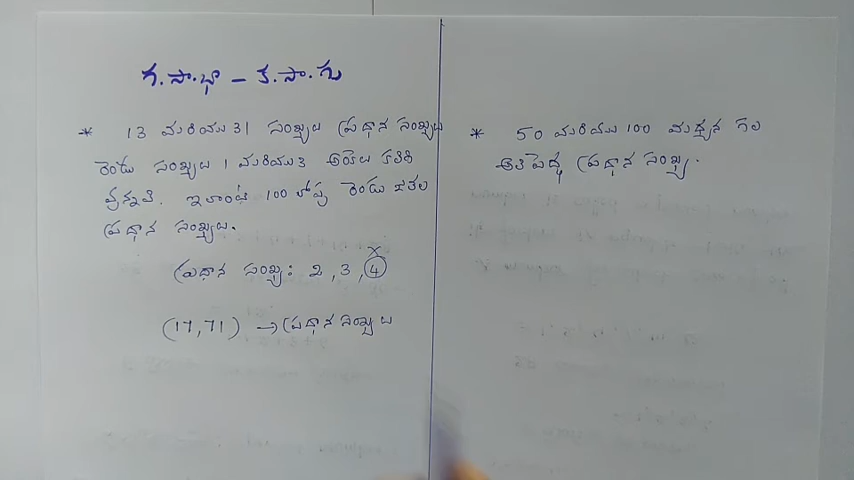 గ.సా.భా - క.సా.గు
* 13 మరియు 31 సంఖ్యలు ప్రధాన సంఖ్యలు
రెండు సంఖ్యలు 1 మరియు 3 అంకెలు కలిగి
వున్నవి. ఇలాంటి 100 లోపు రెండు జతల
ప్రధాన సంఖ్యలు.
ప్రధాన సంఖ్య: 2, 3, 4
(17, 71) → ప్రధాన సంఖ్యలు
* 50 మరియు 100 మధ్యన గల
అతి పెద్ద ప్రధాన సంఖ్య.